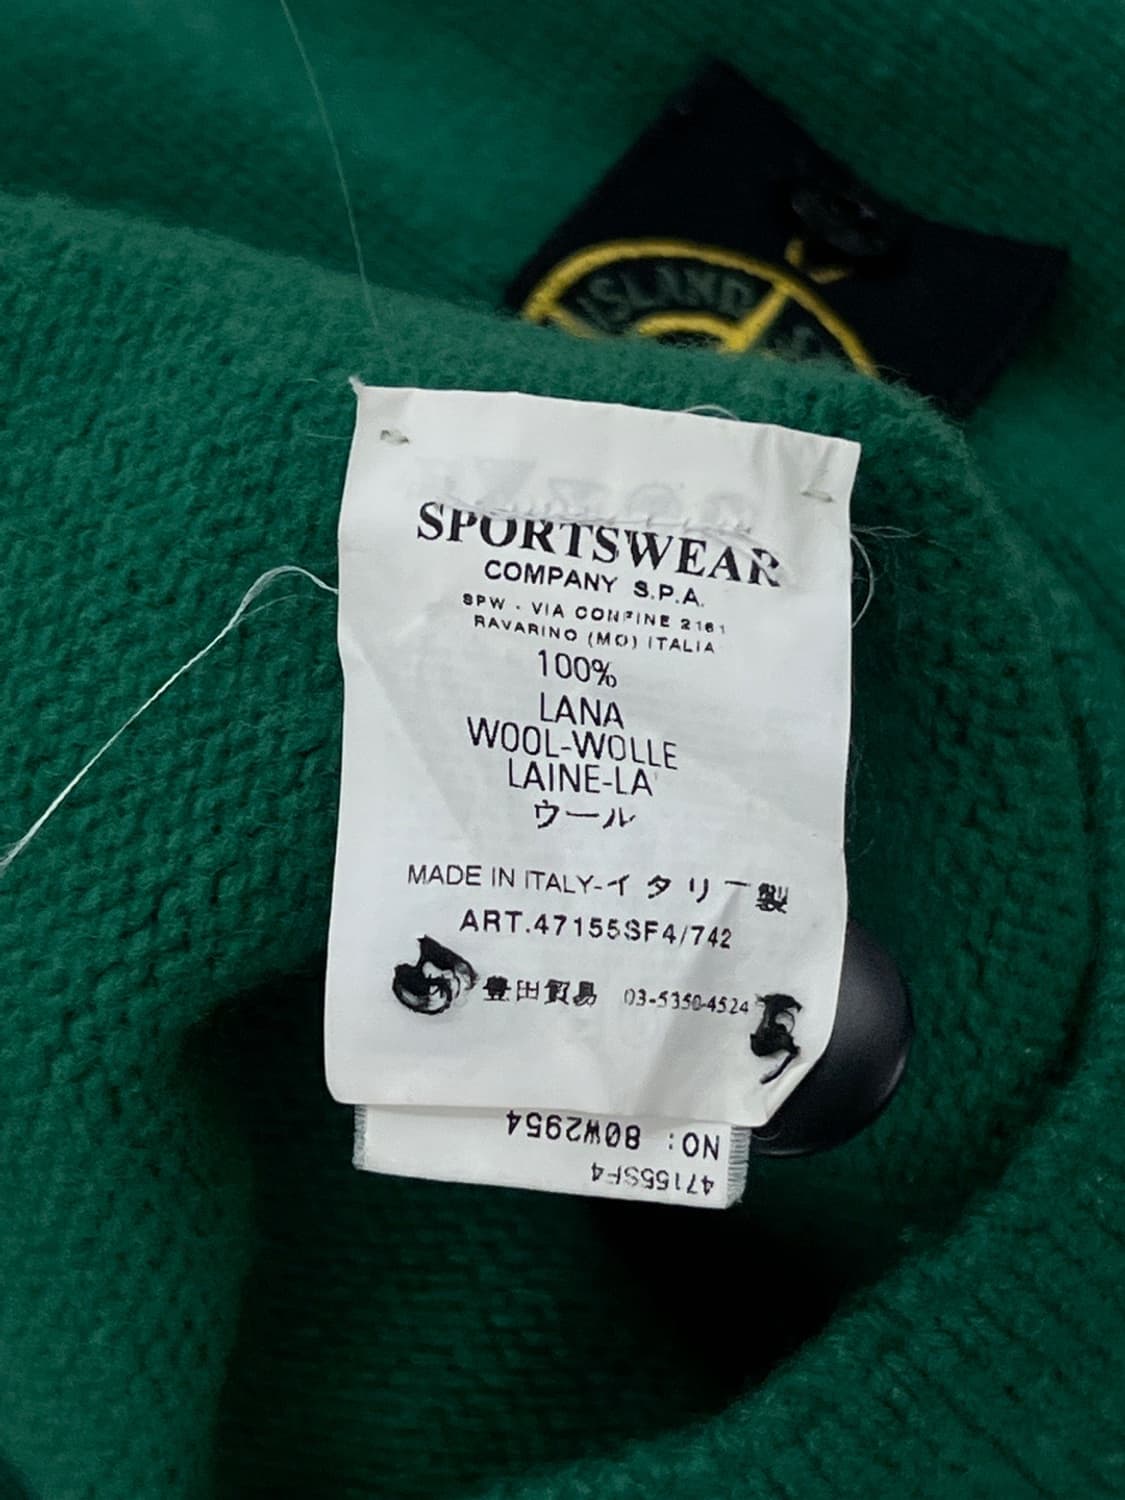 ISLAND
SPORTSWEAR
COMPANY S.P.A.
SPW . VIA CONFINE 2161
RAVARINO (MO) ITALIA
100%
LANA
WOOL-WOLLE
LAINE-LA'
ウール
MADE IN ITALY-イタリー製
ART.47155SF4/742
豊田貿易 03-5350-4524
NO: 80W2954
47155SF4